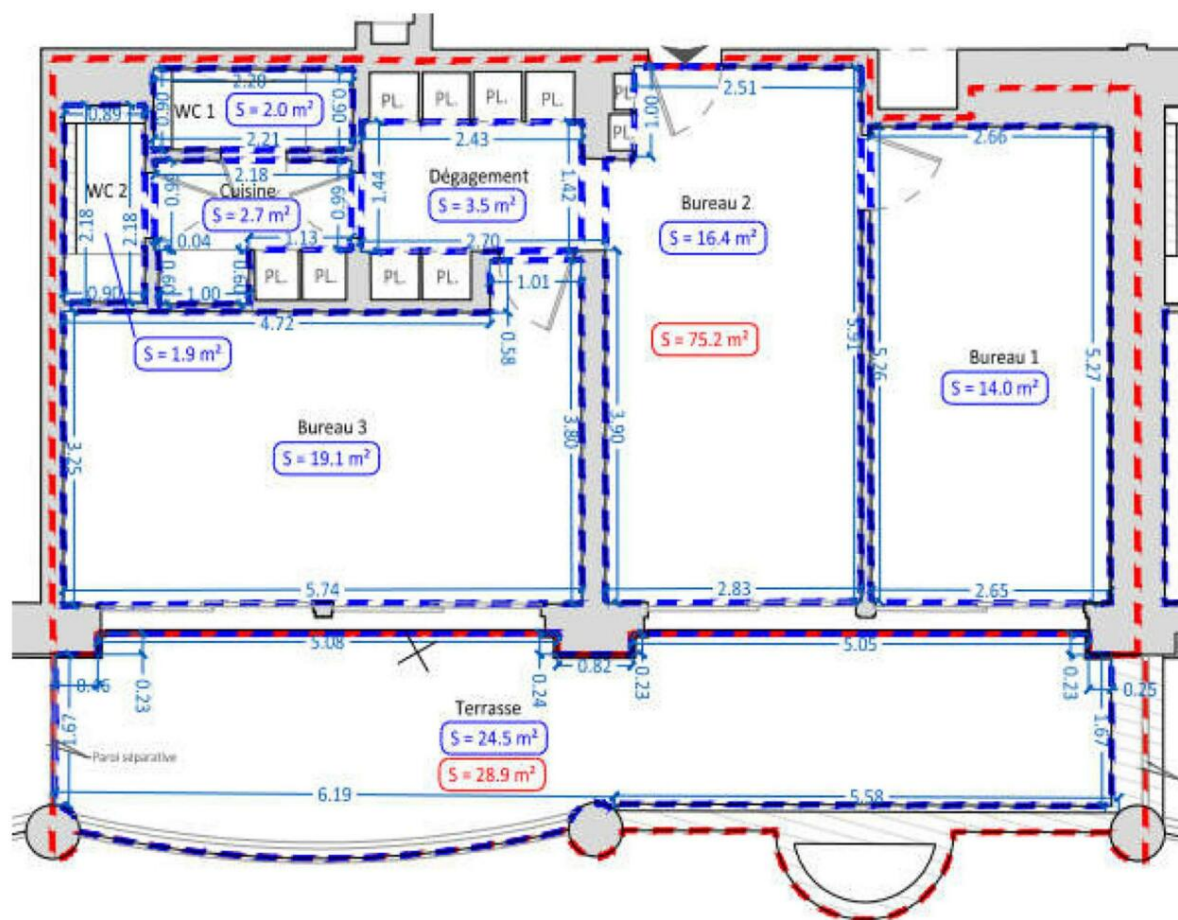 2.20
0.90
WC 1
S = 2.0 m²
0.90
2.21
PL.
PL.
PL.
PL.
PL.
PL.
1.00
2.51
0.89
WC 2
2.18
2.18
0.90
2.18
Cuisine
0.99
S = 2.7 m²
0.04
1.13
0.60
1.00
PL.
PL.
PL.
PL.
2.43
1.44
Dégagement
1.42
S = 3.5 m²
2.70
1.01
Bureau 2
S = 16.4 m²
2.66
4.72
0.58
S = 1.9 m²
S = 75.2 m²
5.91
5.26
Bureau 1
5.27
S = 14.0 m²
Bureau 3
S = 19.1 m²
3.25
3.80
3.90
5.74
2.83
2.65
5.08
0.82
5.05
0.46
0.23
0.24
0.23
0.23
0.25
1.67
Terrasse
S = 24.5 m²
S = 28.9 m²
1.67
Paroi séparative
6.19
5.58